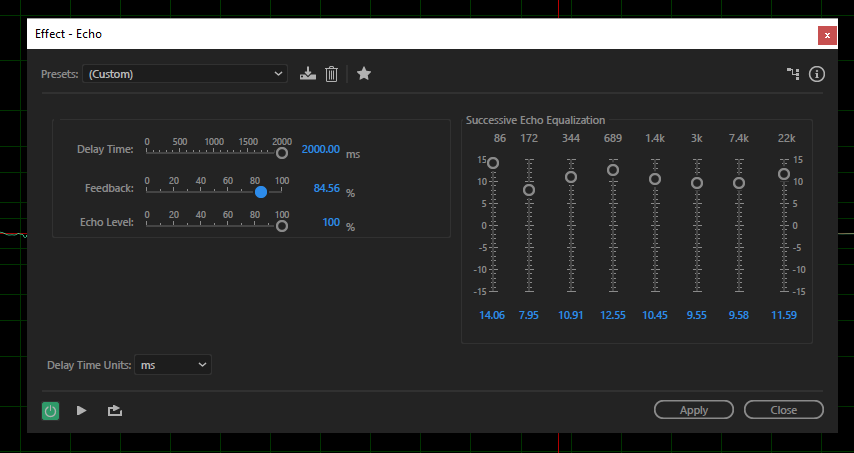 Effect - Echo
x
Presets: (Custom)
Successive Echo Equalization
86 172 344 689 1.4k 3k 7.4k 22k
Delay Time: 0 500 1000 1500 2000 2000.00 ms
Feedback: 0 20 40 60 80 100 84.56 %
Echo Level: 0 20 40 60 80 100 100 %
15 15
10 10
5 5
0 0
-5 -5
-10 -10
-15 -15
14.06 7.95 10.91 12.55 10.45 9.55 9.58 11.59
Delay Time Units: ms
Apply Close